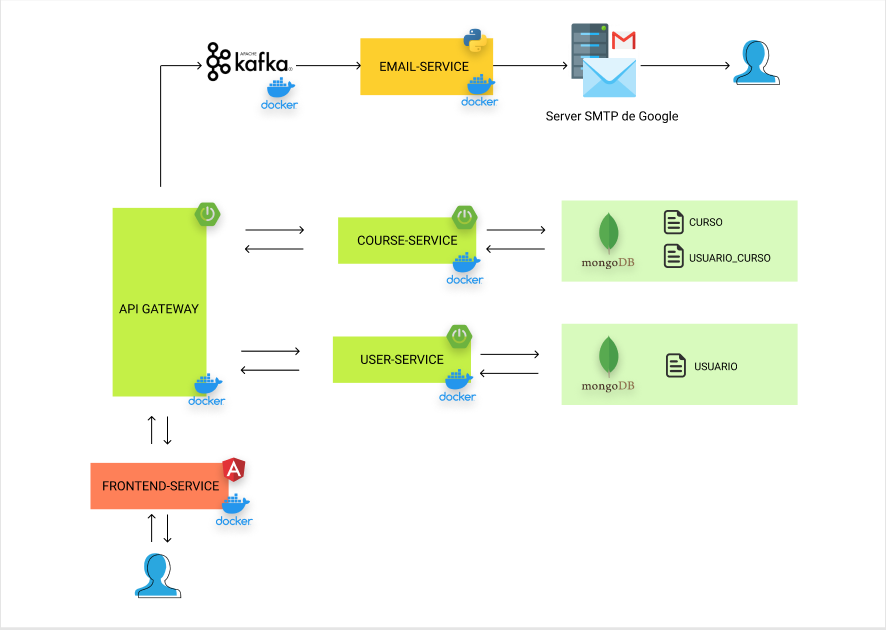 APACHE
kafka
docker
EMAIL-SERVICE
docker
Server SMTP de Google
API GATEWAY
docker
COURSE-SERVICE
docker
mongoDB
CURSO
USUARIO_CURSO
USER-SERVICE
docker
mongoDB
USUARIO
FRONTEND-SERVICE
A
docker